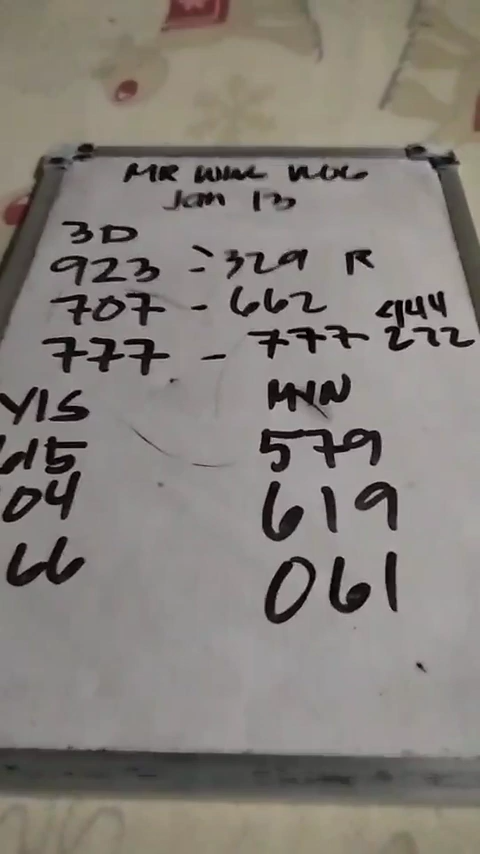 MR WINC VLOG
Jan 13
3D
923 = 329 R
707 - 662 444
777 - 777 222
VIS MIN
615 579
04 619
66 061